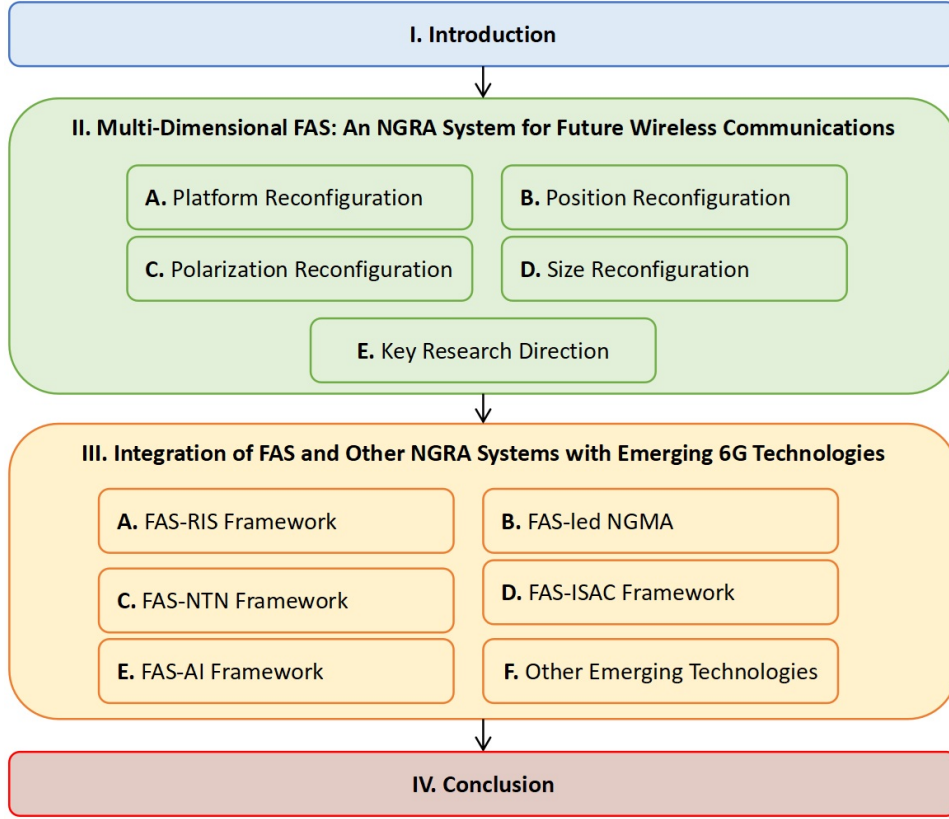 I. Introduction
II. Multi-Dimensional FAS: An NGRA System for Future Wireless Communications
A. Platform Reconfiguration
B. Position Reconfiguration
C. Polarization Reconfiguration
D. Size Reconfiguration
E. Key Research Direction
III. Integration of FAS and Other NGRA Systems with Emerging 6G Technologies
A. FAS-RIS Framework
B. FAS-led NGMA
C. FAS-NTN Framework
D. FAS-ISAC Framework
E. FAS-AI Framework
F. Other Emerging Technologies
IV. Conclusion